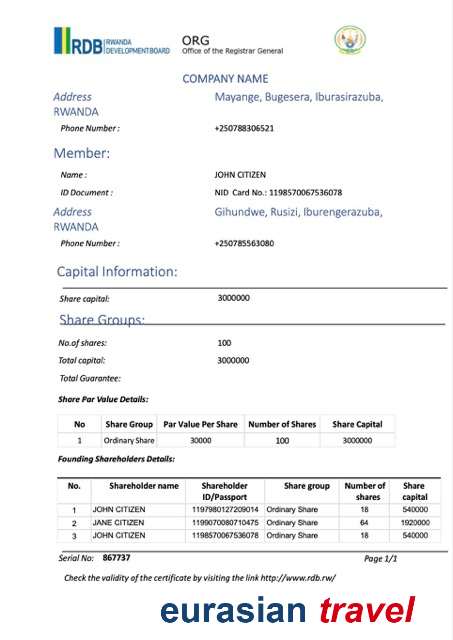 RDB RWANDA DEVELOPMENT BOARD
ORG
Office of the Registrar General
COMPANY NAME
Address Mayange, Bugesera, Iburasirazuba,
RWANDA
Phone Number : +250788306521
Member:
Name : JOHN CITIZEN
ID Document : NID Card No.: 1198570067536078
Address Gihundwe, Rusizi, Iburengerazuba,
RWANDA
Phone Number : +250785563080
Capital Information:
Share capital: 3000000
Share Groups:
No.of shares: 100
Total capital: 3000000
Total Guarantee:
Share Par Value Details:
No Share Group Par Value Per Share Number of Shares Share Capital
1 Ordinary Share 30000 100 3000000
Founding Shareholders Details:
No. Shareholder name Shareholder ID/Passport Share group Number of shares Share capital
1 JOHN CITIZEN 1197980127209014 Ordinary Share 18 540000
2 JANE CITIZEN 1199070080710475 Ordinary Share 64 1920000
3 JOHN CITIZEN 1198570067536078 Ordinary Share 18 540000
Serial No: 867737 Page 1/1
Check the validity of the certificate by visiting the link http://www.rdb.rw/
eurasian travel